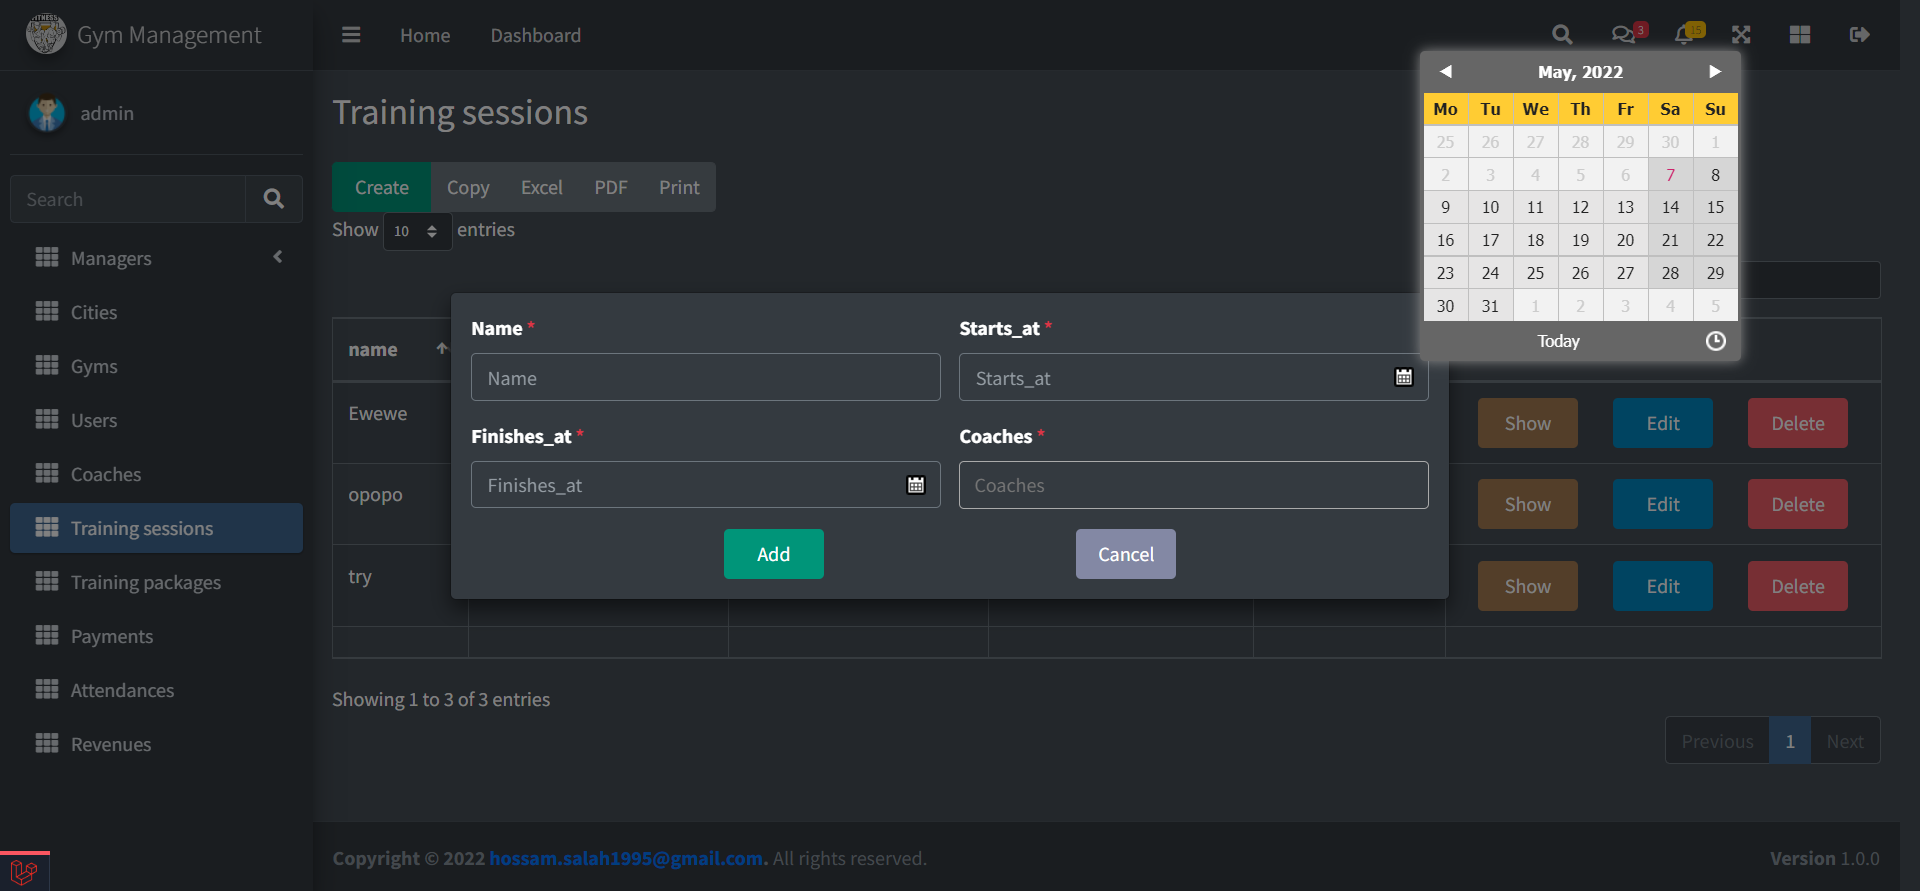 FITNESS
Gym Management
Home
Dashboard
3
15
admin
Search
Managers
Cities
Gyms
Users
Coaches
Training sessions
Training packages
Payments
Attendances
Revenues
Training sessions
Create Copy Excel PDF Print
Show 10 entries
name
Ewewe
Show Edit Delete
opopo
Show Edit Delete
try
Show Edit Delete
Showing 1 to 3 of 3 entries
Previous 1 Next
Name *
Name
Starts_at *
Starts_at
Finishes_at *
Finishes_at
Coaches *
Coaches
Add
Cancel
May, 2022
Mo Tu We Th Fr Sa Su
25 26 27 28 29 30 1
2 3 4 5 6 7 8
9 10 11 12 13 14 15
16 17 18 19 20 21 22
23 24 25 26 27 28 29
30 31 1 2 3 4 5
Today
Copyright © 2022 hossam.salah1995@gmail.com. All rights reserved.
Version 1.0.0